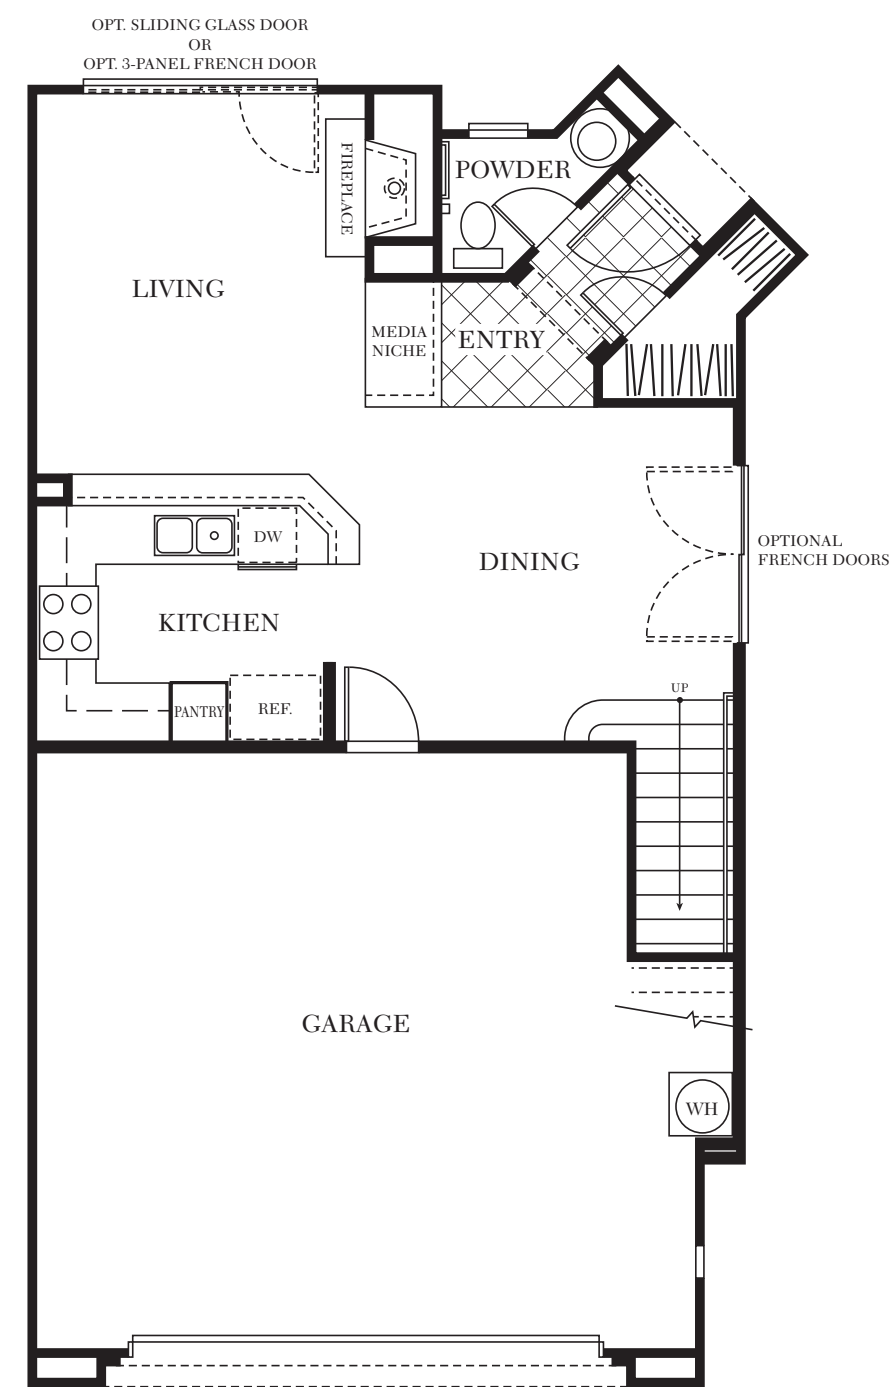 OPT. SLIDING GLASS DOOR
OR
OPT. 3-PANEL FRENCH DOOR
FIREPLACE
POWDER
LIVING
MEDIA
NICHE
ENTRY
DW
DINING
OPTIONAL
FRENCH DOORS
KITCHEN
UP
PANTRY
REF.
GARAGE
WH